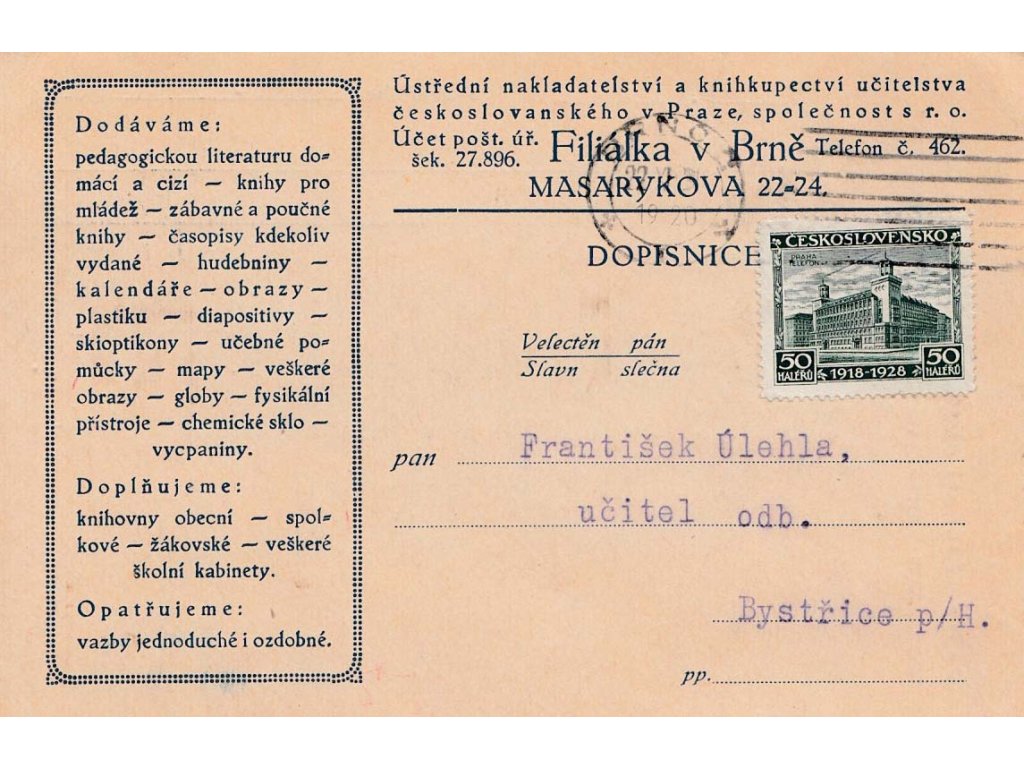 Dodáváme:
pedagogickou literaturu do=
mácí a cizí — knihy pro
mládež — zábavné a poučné
knihy — časopisy kdekoliv
vydané — hudebniny —
kalendáře — obrazy —
plastiku — diapositivy —
skioptikony — učebné po=
můcky — mapy — veškeré
obrazy — globy — fysikální
přístroje — chemické sklo —
vycpaniny.
Doplňujeme:
knihovny obecní — spol=
kové — žákovské — veškeré
školní kabinety.
Opatřujeme:
vazby jednoduché i ozdobné.
Ústřední nakladatelství a knihkupectví učitelstva
československého v Praze, společnost s r. o.
Účet pošt. úř.
šek. 27.896.
Filiálka v Brně
Telefon č. 462.
MASARYKOVA 22=24.
DOPISNICE
BRNO
ČESKOSLOVENSKO
PRAHA
TELEFON
50
HALÉŘŮ
1918-1928
50
HALÉŘŮ
Velectěn pán
Slavn slečna
pan František Úlehla,
učitel odb.
Bystřice p/H.
pp.